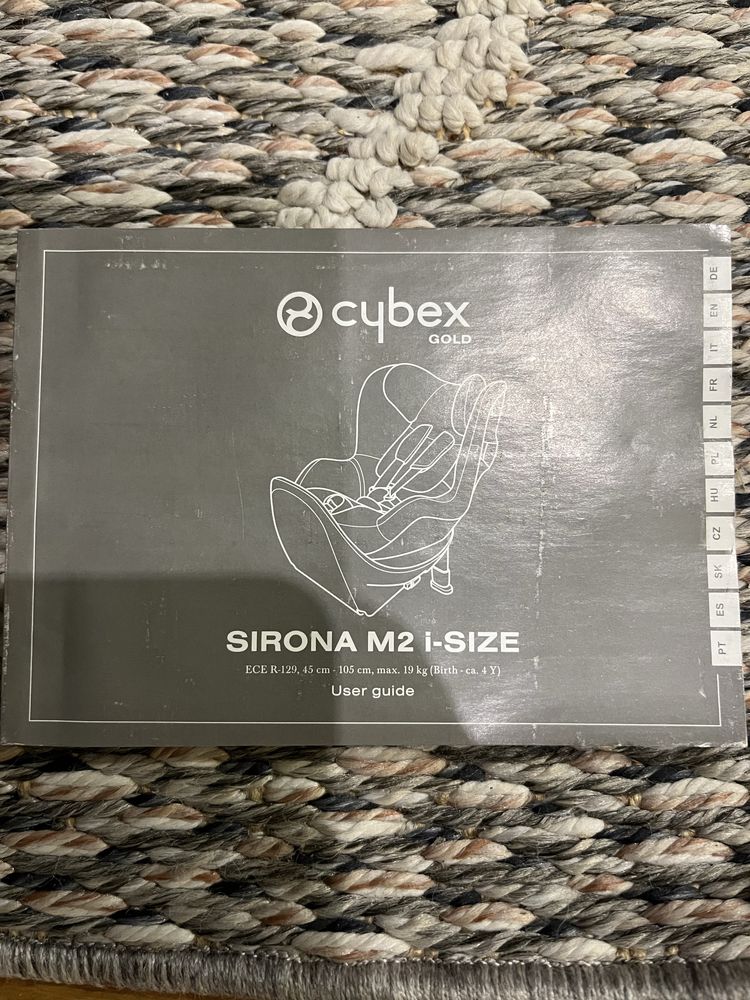 cybex
GOLD
SIRONA M2 i-SIZE
ECE R-129, 45 cm - 105 cm, max. 19 kg (Birth - ca. 4 Y)
User guide
DE
EN
IT
FR
NL
PL
HU
CZ
SK
ES
PT